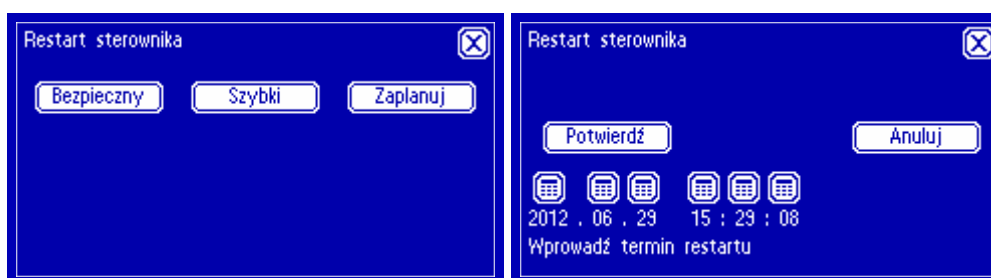 Restart sterownika
Bezpieczny Szybki Zaplanuj
Restart sterownika
Potwierdź Anuluj
2012 . 06 . 29 15 : 29 : 08
Wprowadź termin restartu